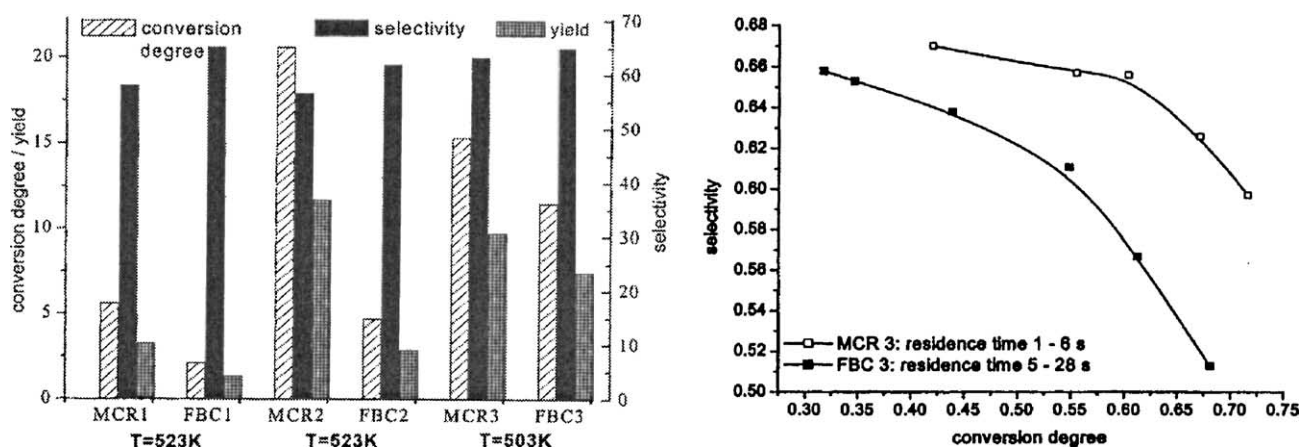 conversion degree
selectivity
yield
conversion degree / yield
20
15
10
5
0
70
60
50
40
30
20
10
0
selectivity
MCR1 FBC1 MCR2 FBC2 MCR3 FBC3
T=523K T=523K T=503K
selectivity
0.68
0.66
0.64
0.62
0.60
0.58
0.56
0.54
0.52
0.50
MCR 3: residence time 1 - 6 s
FBC 3: residence time 5 - 28 s
0.30 0.35 0.40 0.45 0.50 0.55 0.60 0.65 0.70 0.75
conversion degree